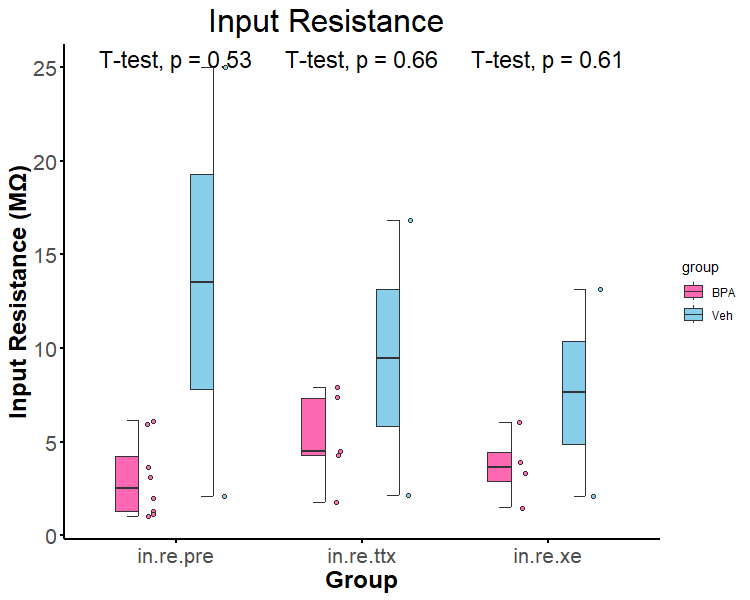 Input Resistance
T-test, p = 0.53 T-test, p = 0.66 T-test, p = 0.61
25
20
15
10
5
0
Input Resistance (MΩ)
in.re.pre in.re.ttx in.re.xe
Group
group
BPA
Veh